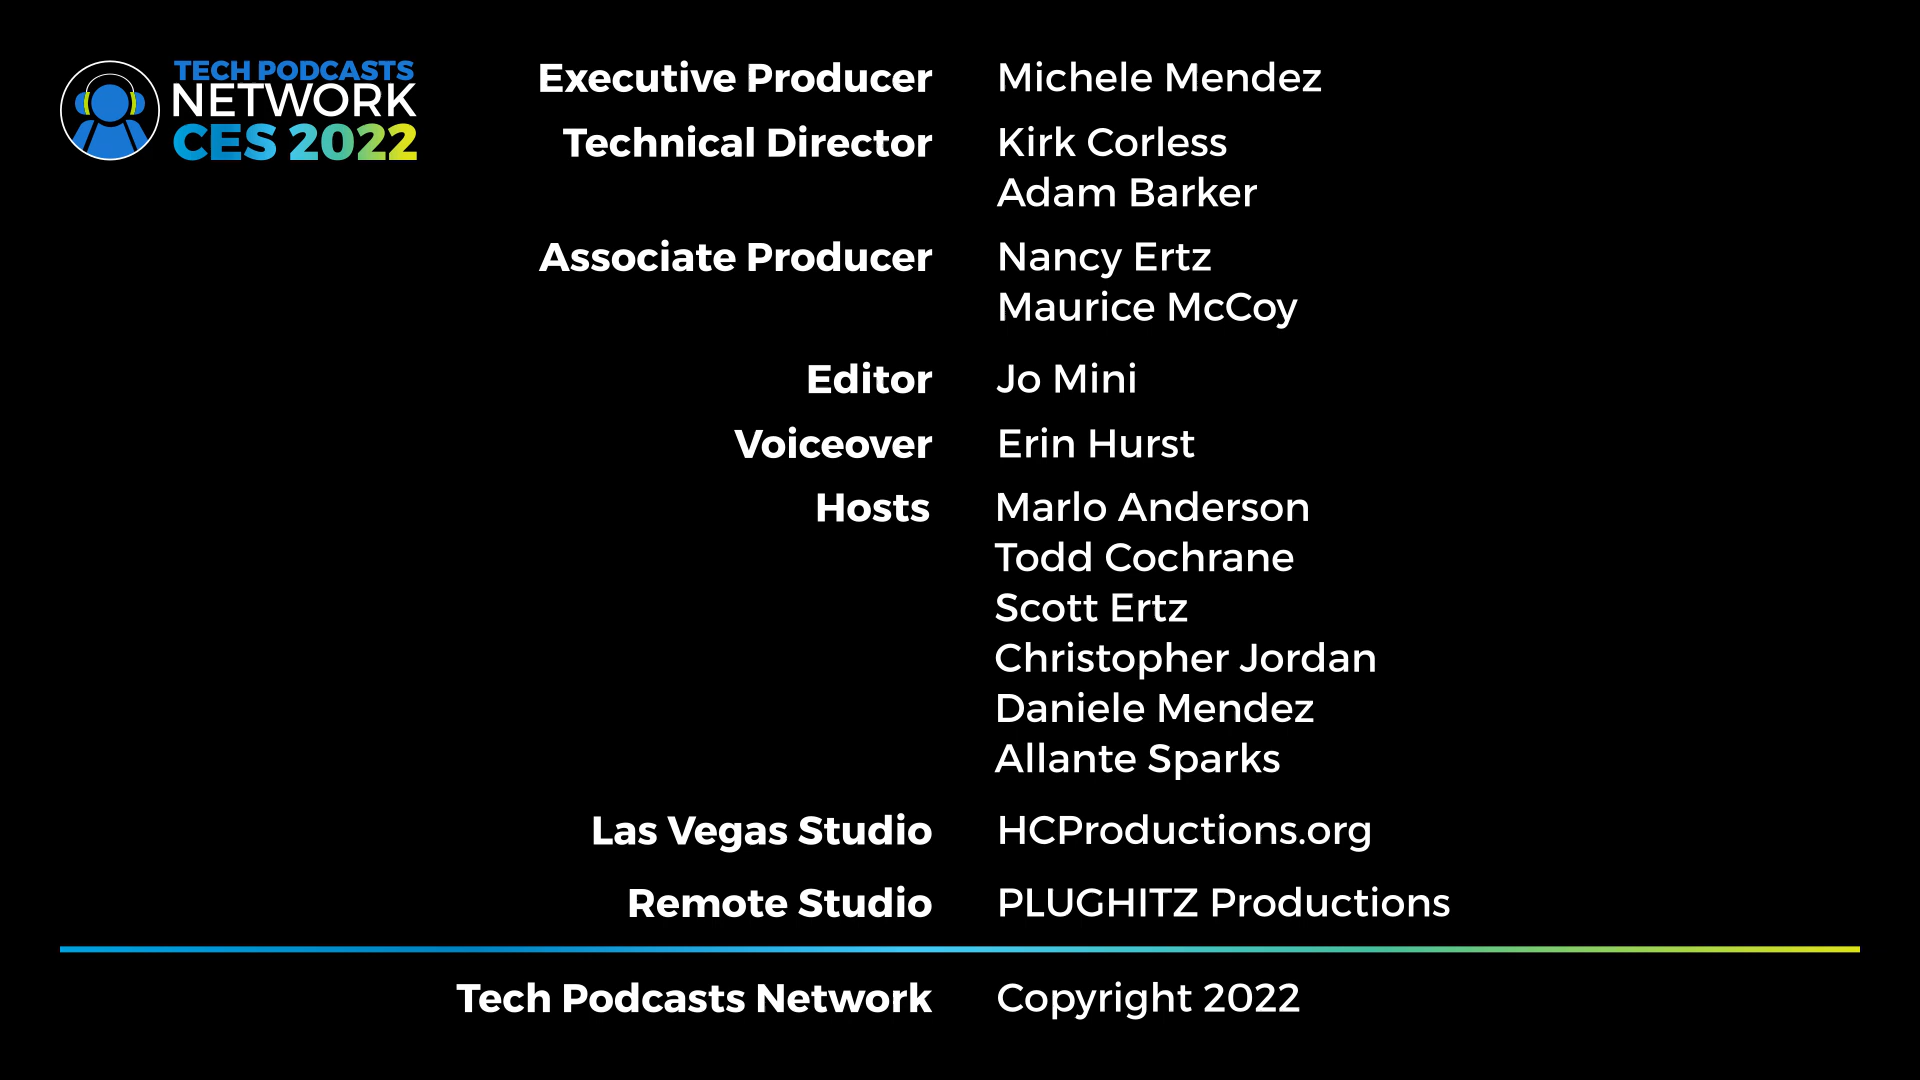 TECH PODCASTS
NETWORK
CES 2022
Executive Producer Michele Mendez
Technical Director Kirk Corless
Adam Barker
Associate Producer Nancy Ertz
Maurice McCoy
Editor Jo Mini
Voiceover Erin Hurst
Hosts Marlo Anderson
Todd Cochrane
Scott Ertz
Christopher Jordan
Daniele Mendez
Allante Sparks
Las Vegas Studio HCProductions.org
Remote Studio PLUGHITZ Productions
Tech Podcasts Network Copyright 2022